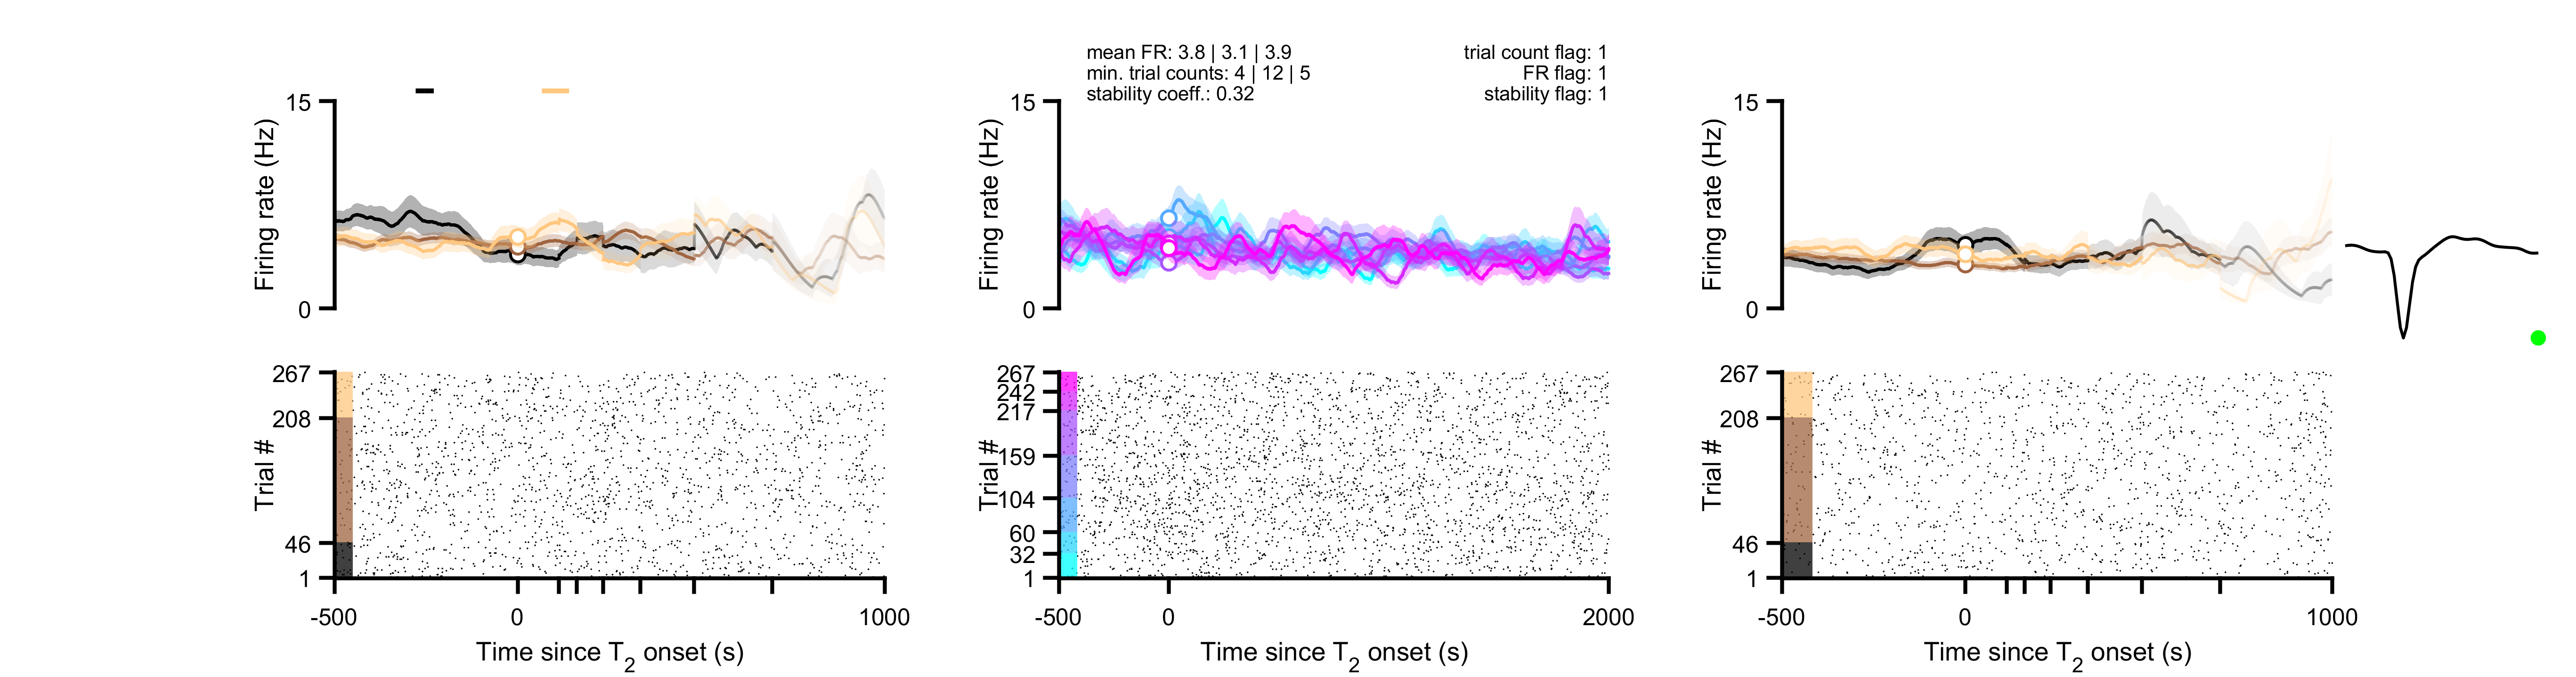 mean FR: 3.8 | 3.1 | 3.9
min. trial counts: 4 | 12 | 5
stability coeff.: 0.32
trial count flag: 1
FR flag: 1
stability flag: 1
15
Firing rate (Hz)
0
15
Firing rate (Hz)
0
15
Firing rate (Hz)
0
267
208
Trial #
46
1
-500
0
1000
Time since T2 onset (s)
267
242
217
Trial #
159
104
60
32
1
-500
0
2000
Time since T2 onset (s)
267
208
Trial #
46
1
-500
0
1000
Time since T2 onset (s)